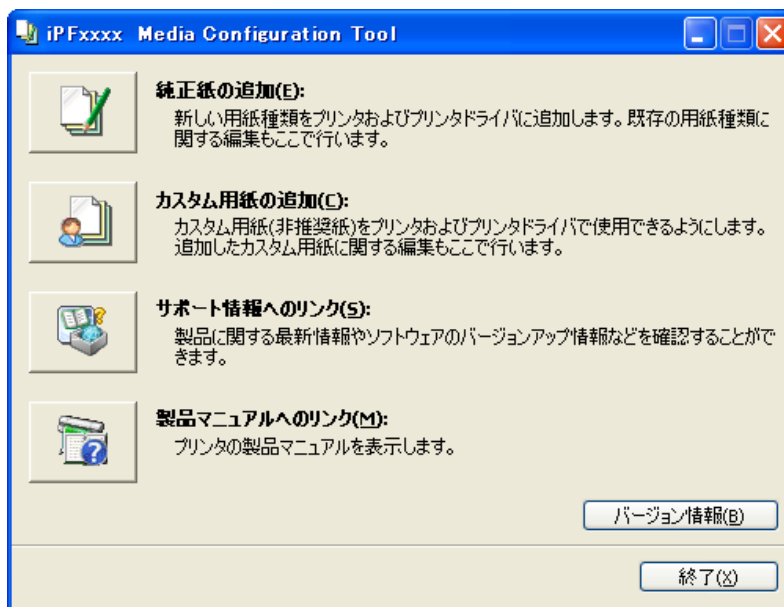 iPFxxxx Media Configuration Tool
純正紙の追加(E):
新しい用紙種類をプリンタおよびプリンタドライバに追加します。既存の用紙種類に
関する編集もここで行います。
カスタム用紙の追加(C):
カスタム用紙(非推奨紙)をプリンタおよびプリンタドライバで使用できるようにします。
追加したカスタム用紙に関する編集もここで行います。
サポート情報へのリンク(S):
製品に関する最新情報やソフトウェアのバージョンアップ情報などを確認することがで
きます。
製品マニュアルへのリンク(M):
プリンタの製品マニュアルを表示します。
バージョン情報(B)
終了(X)